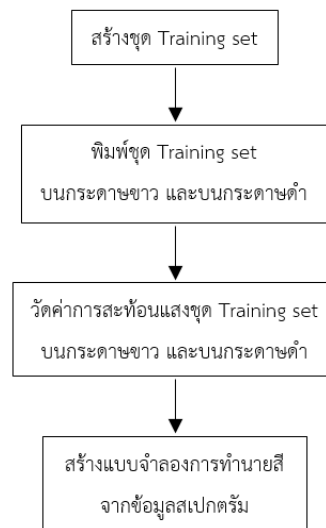 สร้างชุด Training set
พิมพ์ชุด Training set
บนกระดาษขาว และบนกระดาษดำ
วัดค่าการสะท้อนแสงชุด Training set
บนกระดาษขาว และบนกระดาษดำ
สร้างแบบจำลองการทำนายสี
จากข้อมูลสเปกตรัม